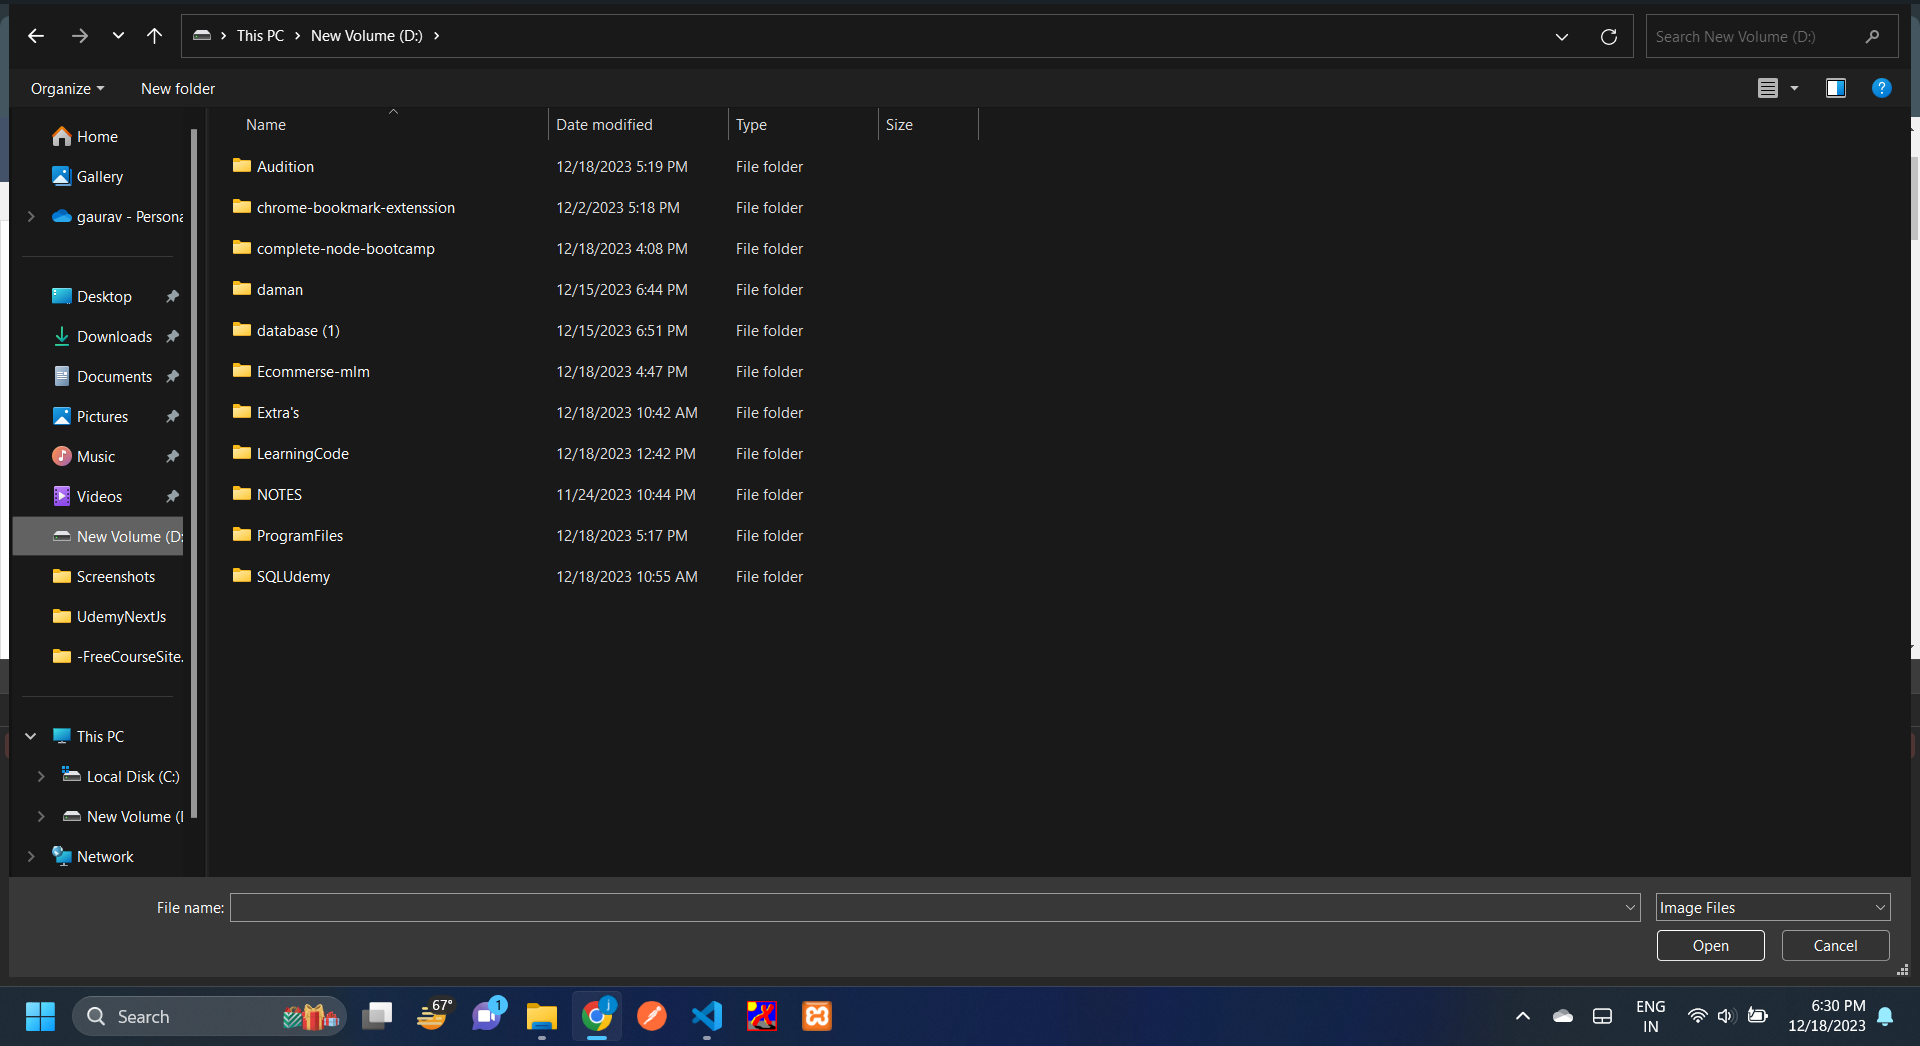 This PC > New Volume (D:) >
Search New Volume (D:)
Organize
New folder
Name Date modified Type Size
Home
Gallery
gaurav - Persona
Desktop
Downloads
Documents
Pictures
Music
Videos
New Volume (D:
Screenshots
UdemyNextJs
-FreeCourseSite.
This PC
Local Disk (C:)
New Volume (I
Network
Audition 12/18/2023 5:19 PM File folder
chrome-bookmark-extenssion 12/2/2023 5:18 PM File folder
complete-node-bootcamp 12/18/2023 4:08 PM File folder
daman 12/15/2023 6:44 PM File folder
database (1) 12/15/2023 6:51 PM File folder
Ecommerse-mlm 12/18/2023 4:47 PM File folder
Extra's 12/18/2023 10:42 AM File folder
LearningCode 12/18/2023 12:42 PM File folder
NOTES 11/24/2023 10:44 PM File folder
ProgramFiles 12/18/2023 5:17 PM File folder
SQLUdemy 12/18/2023 10:55 AM File folder
File name:
Image Files
Open
Cancel
Search
67°
1
j
ENG
IN
6:30 PM
12/18/2023